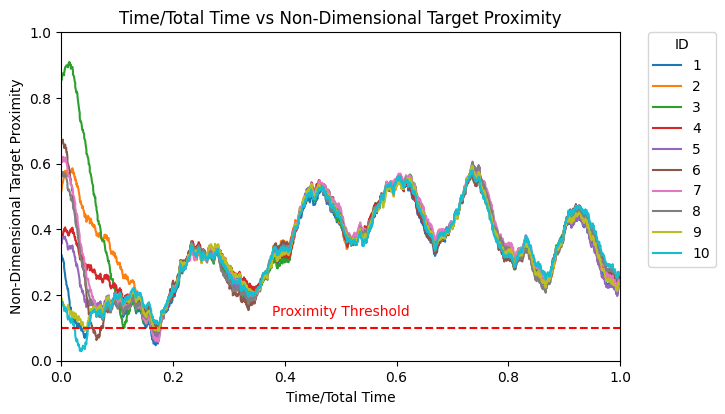 Time/Total Time vs Non-Dimensional Target Proximity
Non-Dimensional Target Proximity
1.0
0.8
0.6
0.4
0.2
0.0
Proximity Threshold
0.0 0.2 0.4 0.6 0.8 1.0
Time/Total Time
ID
1
2
3
4
5
6
7
8
9
10